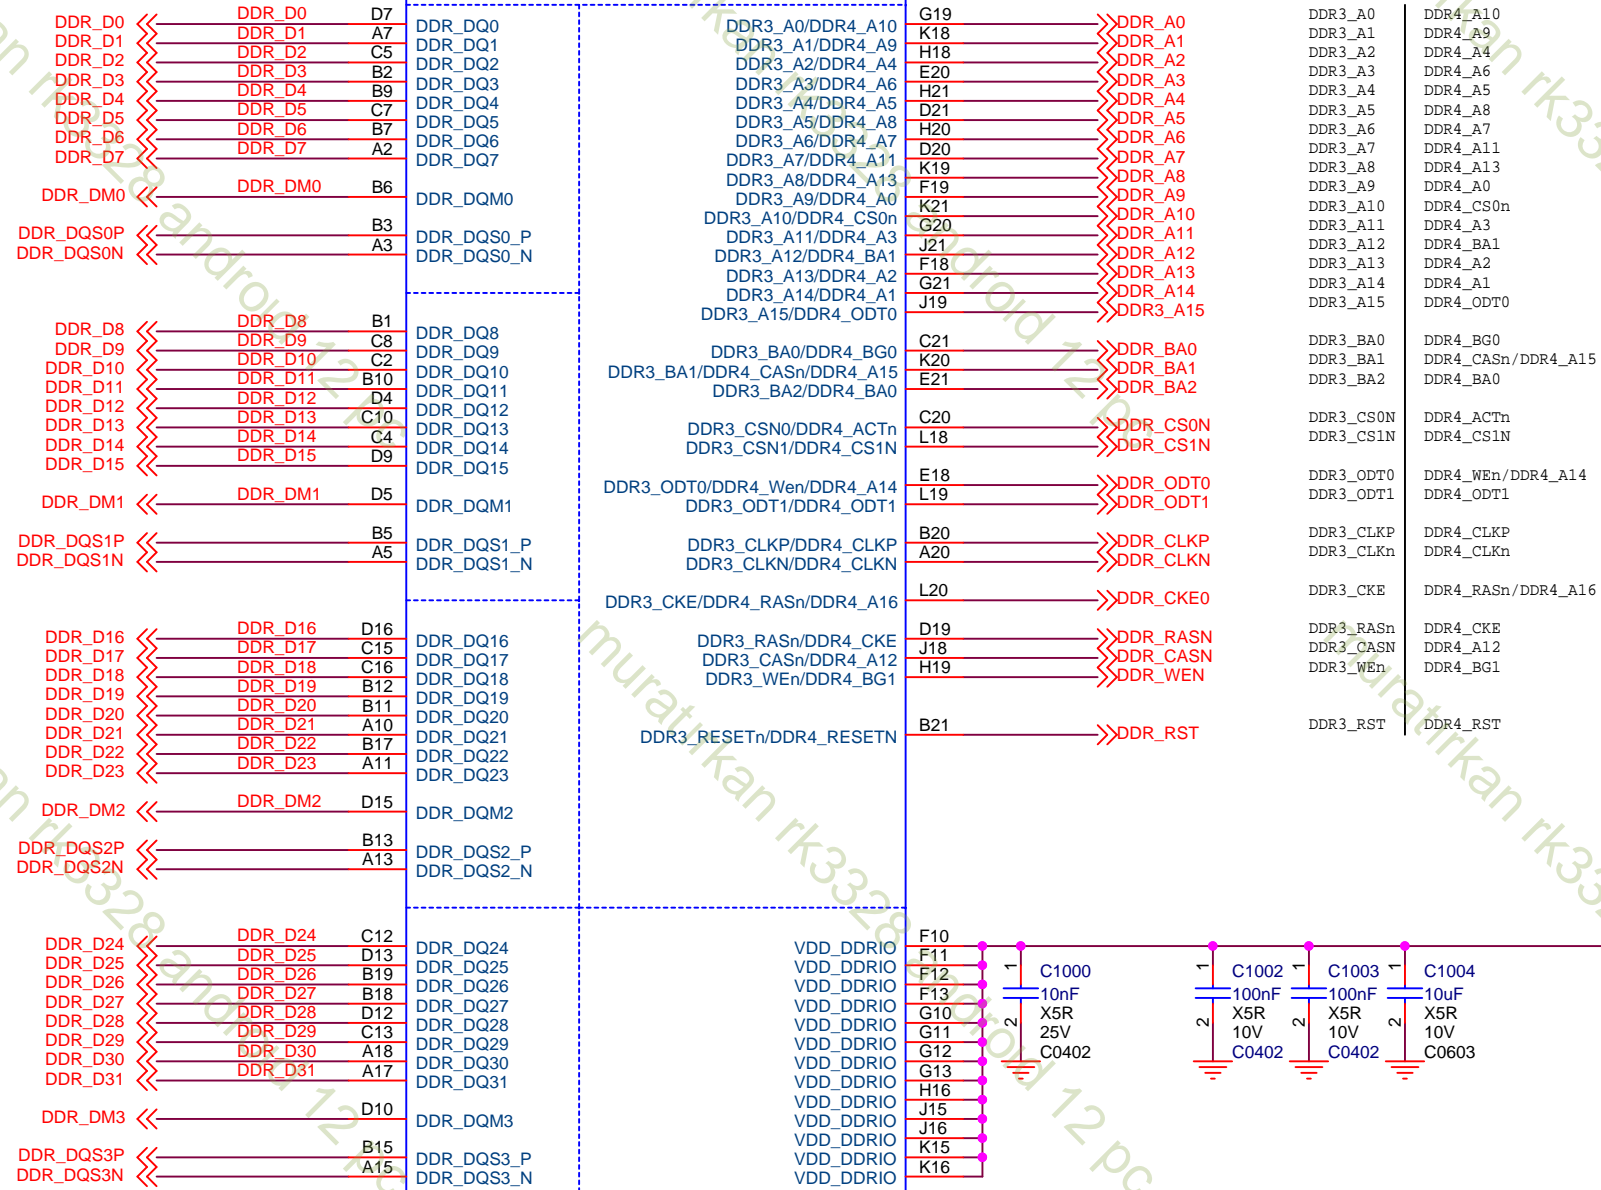 DDR_D0 DDR_D0 D7 DDR_DQ0
DDR_D1 DDR_D1 A7 DDR_DQ1
DDR_D2 DDR_D2 C5 DDR_DQ2
DDR_D3 DDR_D3 B2 DDR_DQ3
DDR_D4 DDR_D4 B9 DDR_DQ4
DDR_D5 DDR_D5 C7 DDR_DQ5
DDR_D6 DDR_D6 B7 DDR_DQ6
DDR_D7 DDR_D7 A2 DDR_DQ7
DDR_DM0 DDR_DM0 B6 DDR_DQM0
DDR_DQS0P B3 DDR_DQS0_P
DDR_DQS0N A3 DDR_DQS0_N
DDR_D8 DDR_D8 B1 DDR_DQ8
DDR_D9 DDR_D9 C8 DDR_DQ9
DDR_D10 DDR_D10 C2 DDR_DQ10
DDR_D11 DDR_D11 B10 DDR_DQ11
DDR_D12 DDR_D12 D4 DDR_DQ12
DDR_D13 DDR_D13 C10 DDR_DQ13
DDR_D14 DDR_D14 C4 DDR_DQ14
DDR_D15 DDR_D15 D9 DDR_DQ15
DDR_DM1 DDR_DM1 D5 DDR_DQM1
DDR_DQS1P B5 DDR_DQS1_P
DDR_DQS1N A5 DDR_DQS1_N
DDR_D16 DDR_D16 D16 DDR_DQ16
DDR_D17 DDR_D17 C15 DDR_DQ17
DDR_D18 DDR_D18 C16 DDR_DQ18
DDR_D19 DDR_D19 B12 DDR_DQ19
DDR_D20 DDR_D20 B11 DDR_DQ20
DDR_D21 DDR_D21 A10 DDR_DQ21
DDR_D22 DDR_D22 B17 DDR_DQ22
DDR_D23 DDR_D23 A11 DDR_DQ23
DDR_DM2 DDR_DM2 D15 DDR_DQM2
DDR_DQS2P B13 DDR_DQS2_P
DDR_DQS2N A13 DDR_DQS2_N
DDR_D24 DDR_D24 C12 DDR_DQ24
DDR_D25 DDR_D25 D13 DDR_DQ25
DDR_D26 DDR_D26 B19 DDR_DQ26
DDR_D27 DDR_D27 B18 DDR_DQ27
DDR_D28 DDR_D28 D12 DDR_DQ28
DDR_D29 DDR_D29 C13 DDR_DQ29
DDR_D30 DDR_D30 A18 DDR_DQ30
DDR_D31 DDR_D31 A17 DDR_DQ31
DDR_DM3 D10 DDR_DQM3
DDR_DQS3P B15 DDR_DQS3_P
DDR_DQS3N A15 DDR_DQS3_N
DDR3_A0/DDR4_A10 G19 DDR_A0
DDR3_A1/DDR4_A9 K18 DDR_A1
DDR3_A2/DDR4_A4 H18 DDR_A2
DDR3_A3/DDR4_A6 E20 DDR_A3
DDR3_A4/DDR4_A5 H21 DDR_A4
DDR3_A5/DDR4_A8 D21 DDR_A5
DDR3_A6/DDR4_A7 H20 DDR_A6
DDR3_A7/DDR4_A11 D20 DDR_A7
DDR3_A8/DDR4_A13 K19 DDR_A8
DDR3_A9/DDR4_A0 F19 DDR_A9
DDR3_A10/DDR4_CS0n K21 DDR_A10
DDR3_A11/DDR4_A3 G20 DDR_A11
DDR3_A12/DDR4_BA1 J21 DDR_A12
DDR3_A13/DDR4_A2 F18 DDR_A13
DDR3_A14/DDR4_A1 G21 DDR_A14
DDR3_A15/DDR4_ODT0 J19 DDR3_A15
DDR3_BA0/DDR4_BG0 C21 DDR_BA0
DDR3_BA1/DDR4_CASn/DDR4_A15 K20 DDR_BA1
DDR3_BA2/DDR4_BA0 E21 DDR_BA2
DDR3_CSN0/DDR4_ACTn C20 DDR_CS0N
DDR3_CSN1/DDR4_CS1N L18 DDR_CS1N
DDR3_ODT0/DDR4_Wen/DDR4_A14 E18 DDR_ODT0
DDR3_ODT1/DDR4_ODT1 L19 DDR_ODT1
DDR3_CLKP/DDR4_CLKP B20 DDR_CLKP
DDR3_CLKN/DDR4_CLKN A20 DDR_CLKN
DDR3_CKE/DDR4_RASn/DDR4_A16 L20 DDR_CKE0
DDR3_RASn/DDR4_CKE D19 DDR_RASN
DDR3_CASn/DDR4_A12 J18 DDR_CASN
DDR3_WEn/DDR4_BG1 H19 DDR_WEN
DDR3_RESETn/DDR4_RESETN B21 DDR_RST
VDD_DDRIO F10
VDD_DDRIO F11
VDD_DDRIO F12
VDD_DDRIO F13
VDD_DDRIO G10
VDD_DDRIO G11
VDD_DDRIO G12
VDD_DDRIO G13
VDD_DDRIO H16
VDD_DDRIO J15
VDD_DDRIO J16
VDD_DDRIO K15
VDD_DDRIO K16
DDR3_A0 DDR4_A10
DDR3_A1 DDR4_A9
DDR3_A2 DDR4_A4
DDR3_A3 DDR4_A6
DDR3_A4 DDR4_A5
DDR3_A5 DDR4_A8
DDR3_A6 DDR4_A7
DDR3_A7 DDR4_A11
DDR3_A8 DDR4_A13
DDR3_A9 DDR4_A0
DDR3_A10 DDR4_CS0n
DDR3_A11 DDR4_A3
DDR3_A12 DDR4_BA1
DDR3_A13 DDR4_A2
DDR3_A14 DDR4_A1
DDR3_A15 DDR4_ODT0
DDR3_BA0 DDR4_BG0
DDR3_BA1 DDR4_CASn/DDR4_A15
DDR3_BA2 DDR4_BA0
DDR3_CS0N DDR4_ACTn
DDR3_CS1N DDR4_CS1N
DDR3_ODT0 DDR4_WEn/DDR4_A14
DDR3_ODT1 DDR4_ODT1
DDR3_CLKP DDR4_CLKP
DDR3_CLKn DDR4_CLKn
DDR3_CKE DDR4_RASn/DDR4_A16
DDR3_RASn DDR4_CKE
DDR3_CASN DDR4_A12
DDR3_WEn DDR4_BG1
DDR3_RST DDR4_RST
1 C1000 1 C1002 1 C1003 1 C1004
10nF 100nF 100nF 10uF
2 X5R 2 X5R 2 X5R 2 X5R
25V 10V 10V 10V
C0402 C0402 C0402 C0603
muratirkan rk3328 android 12 pc
muratirkan rk33